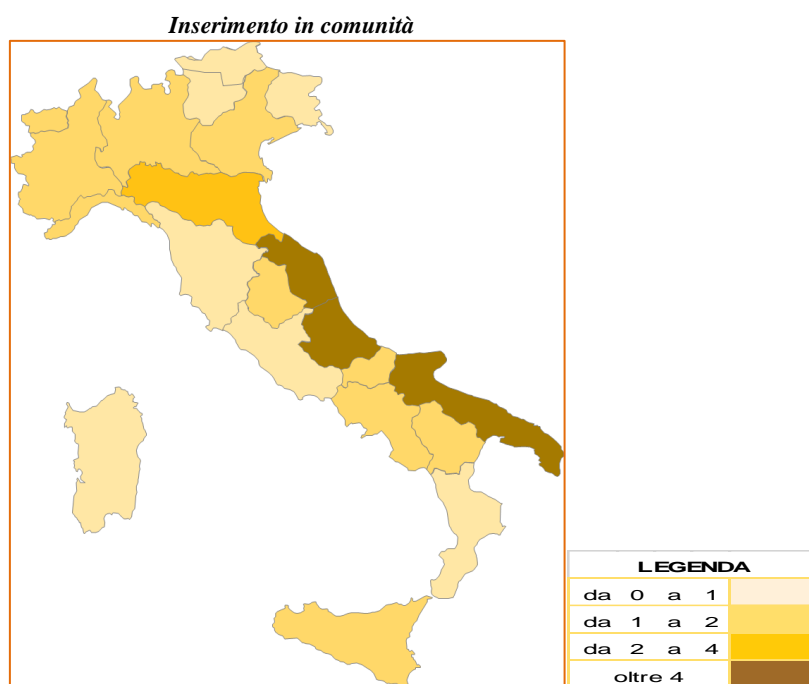 Inserimento in comunità
LEGENDA
da 0 a 1
da 1 a 2
da 2 a 4
oltre 4